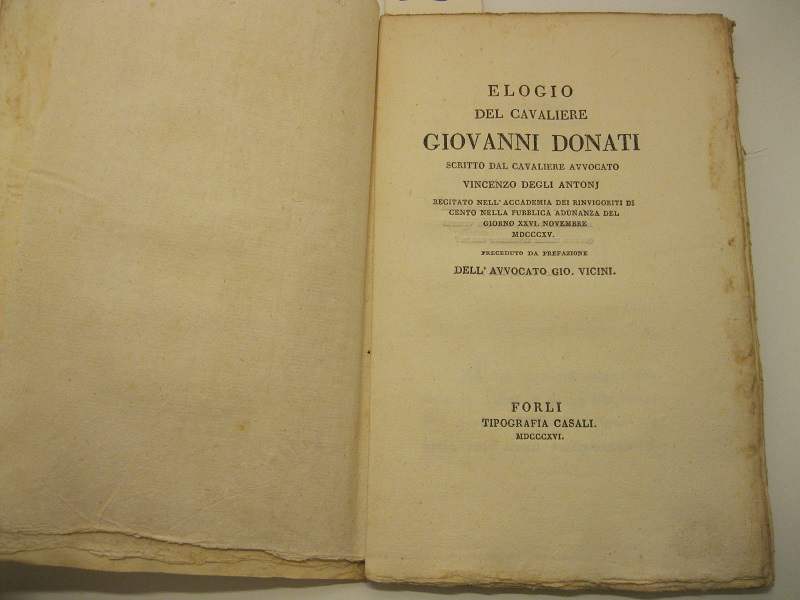 ELOGIO
DEL CAVALIERE
GIOVANNI DONATI
SCRITTO DAL CAVALIERE AVVOCATO
VINCENZO DEGLI ANTONJ
RECITATO NELL' ACCADEMIA DEI RINVIGORITI DI
CENTO NELLA PUBBLICA ADUNANZA DEL
GIORNO XXVI. NOVEMBRE
MDCCCXV.
PRECEDUTO DA PREFAZIONE
DELL' AVVOCATO GIO. VICINI.
FORLI
TIPOGRAFIA CASALI.
MDCCCXVI.